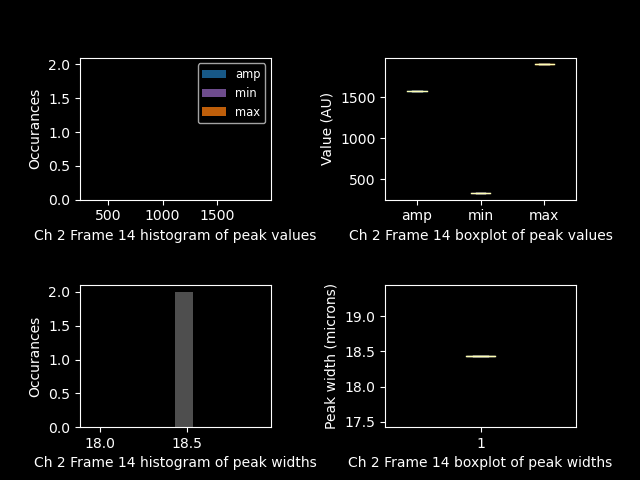 2.0
1.5
1.0
0.5
0.0
Occurances
amp
min
max
500
1000
1500
Ch 2 Frame 14 histogram of peak values
1500
1000
500
Value (AU)
amp
min
max
Ch 2 Frame 14 boxplot of peak values
2.0
1.5
1.0
0.5
0.0
Occurances
18.0
18.5
Ch 2 Frame 14 histogram of peak widths
19.0
18.5
18.0
17.5
Peak width (microns)
1
Ch 2 Frame 14 boxplot of peak widths